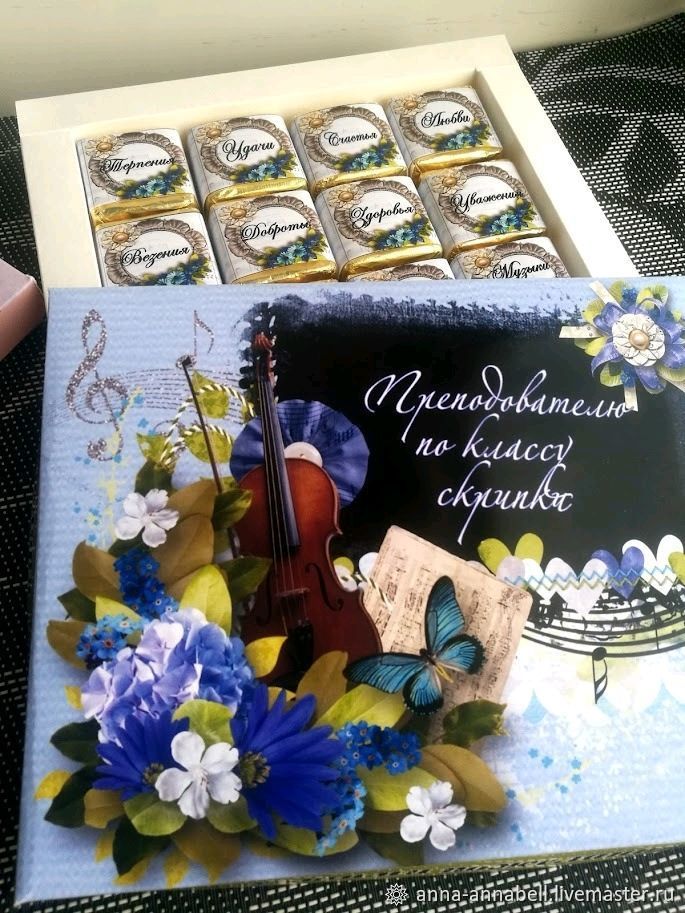 Терпения
Удачи
Счастья
Любви
Везения
Доброты
Здоровья
Уважения
Музыки
Преподователю
по классу
скрипки
anna-annabell.livemaster.ru